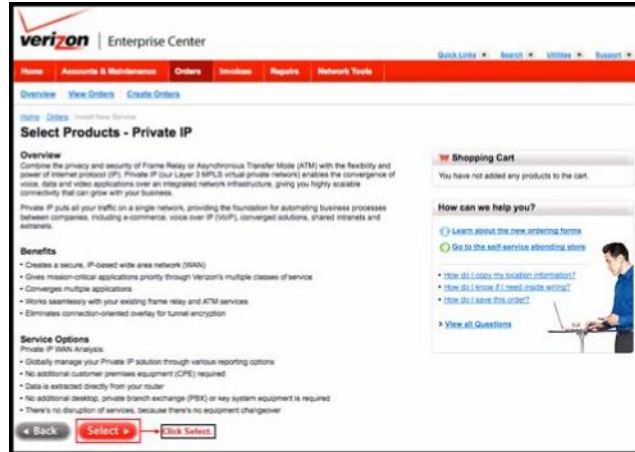 verizon | Enterprise Center
Quick Links Search Utilities Support
Home Accounts & Maintenance Orders Invoices Repairs Network Tools
Overview View Orders Create Orders
Home Orders Install New Service
Select Products - Private IP
Overview
Combine the privacy and security of Frame Relay or Asynchronous Transfer Mode (ATM) with the flexibility and
power of Internet protocol (IP). Private IP (our Layer 3 MPLS virtual private network) enables the convergence of
voice, data and video applications over an integrated network infrastructure, giving you highly scalable
connectivity that can grow with your business.
Private IP puts all your traffic on a single network, providing the foundation for automating business processes
between companies, including e-commerce, voice over IP (VoIP), converged solutions, shared intranets and
extranets.
Benefits
• Creates a secure, IP-based wide area network (WAN)
• Gives mission-critical applications priority through Verizon's multiple classes of service
• Converges multiple applications
• Works seamlessly with your existing frame relay and ATM services
• Eliminates connection-oriented overlay for tunnel encryption
Service Options
Private IP WAN Analysis:
• Globally manage your Private IP solution through various reporting options
• No additional customer premises equipment (CPE) required
• Data is extracted directly from your router
• No additional desktop, private branch exchange (PBX) or key system equipment is required
• There's no disruption of services, because there's no equipment changeover
Back Select Click Select.
Shopping Cart
You have not added any products to the cart.
How can we help you?
Learn about the new ordering forms
Go to the self-service ebonding store
• How do I copy my location information?
• How do I know if I need inside wiring?
• How do I save this order?
View all Questions